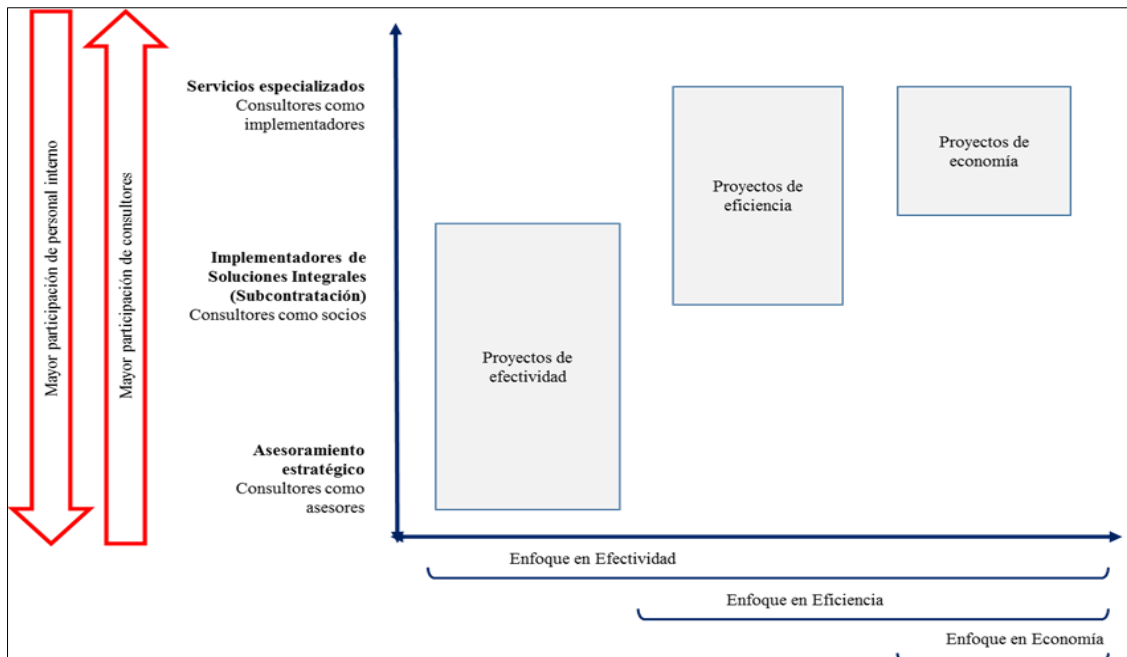 Mayor participación de personal interno
Mayor participación de consultores
Servicios especializados
Consultores como
implementadores
Implementadores de
Soluciones Integrales
(Subcontratación)
Consultores como socios
Asesoramiento
estratégico
Consultores como
asesores
Proyectos de
efectividad
Proyectos de
eficiencia
Proyectos de
economía
Enfoque en Efectividad
Enfoque en Eficiencia
Enfoque en Economía